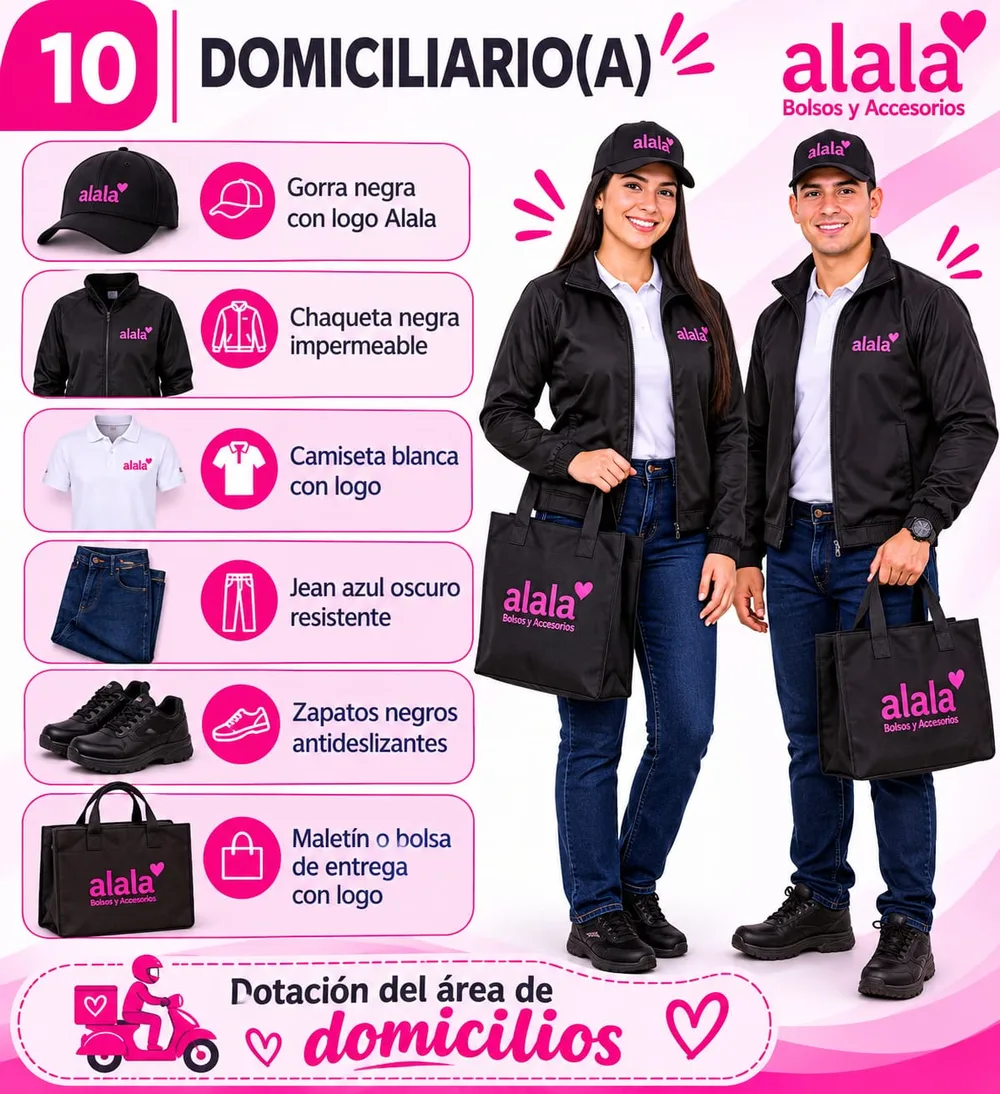 10
DOMICILIARIO(A)
alala
Bolsos y Accesorios
alala
Gorra negra
con logo Alala
alala
Chaqueta negra
impermeable
alala
Camiseta blanca
con logo
Jean azul oscuro
resistente
Zapatos negros
antideslizantes
alala
Bolsos y Accesorios
Maletín o bolsa
de entrega
con logo
alala
alala
alala
alala
alala
Bolsos y Accesorios
alala
Bolsos y Accesorios
Dotación del área de
domicilios